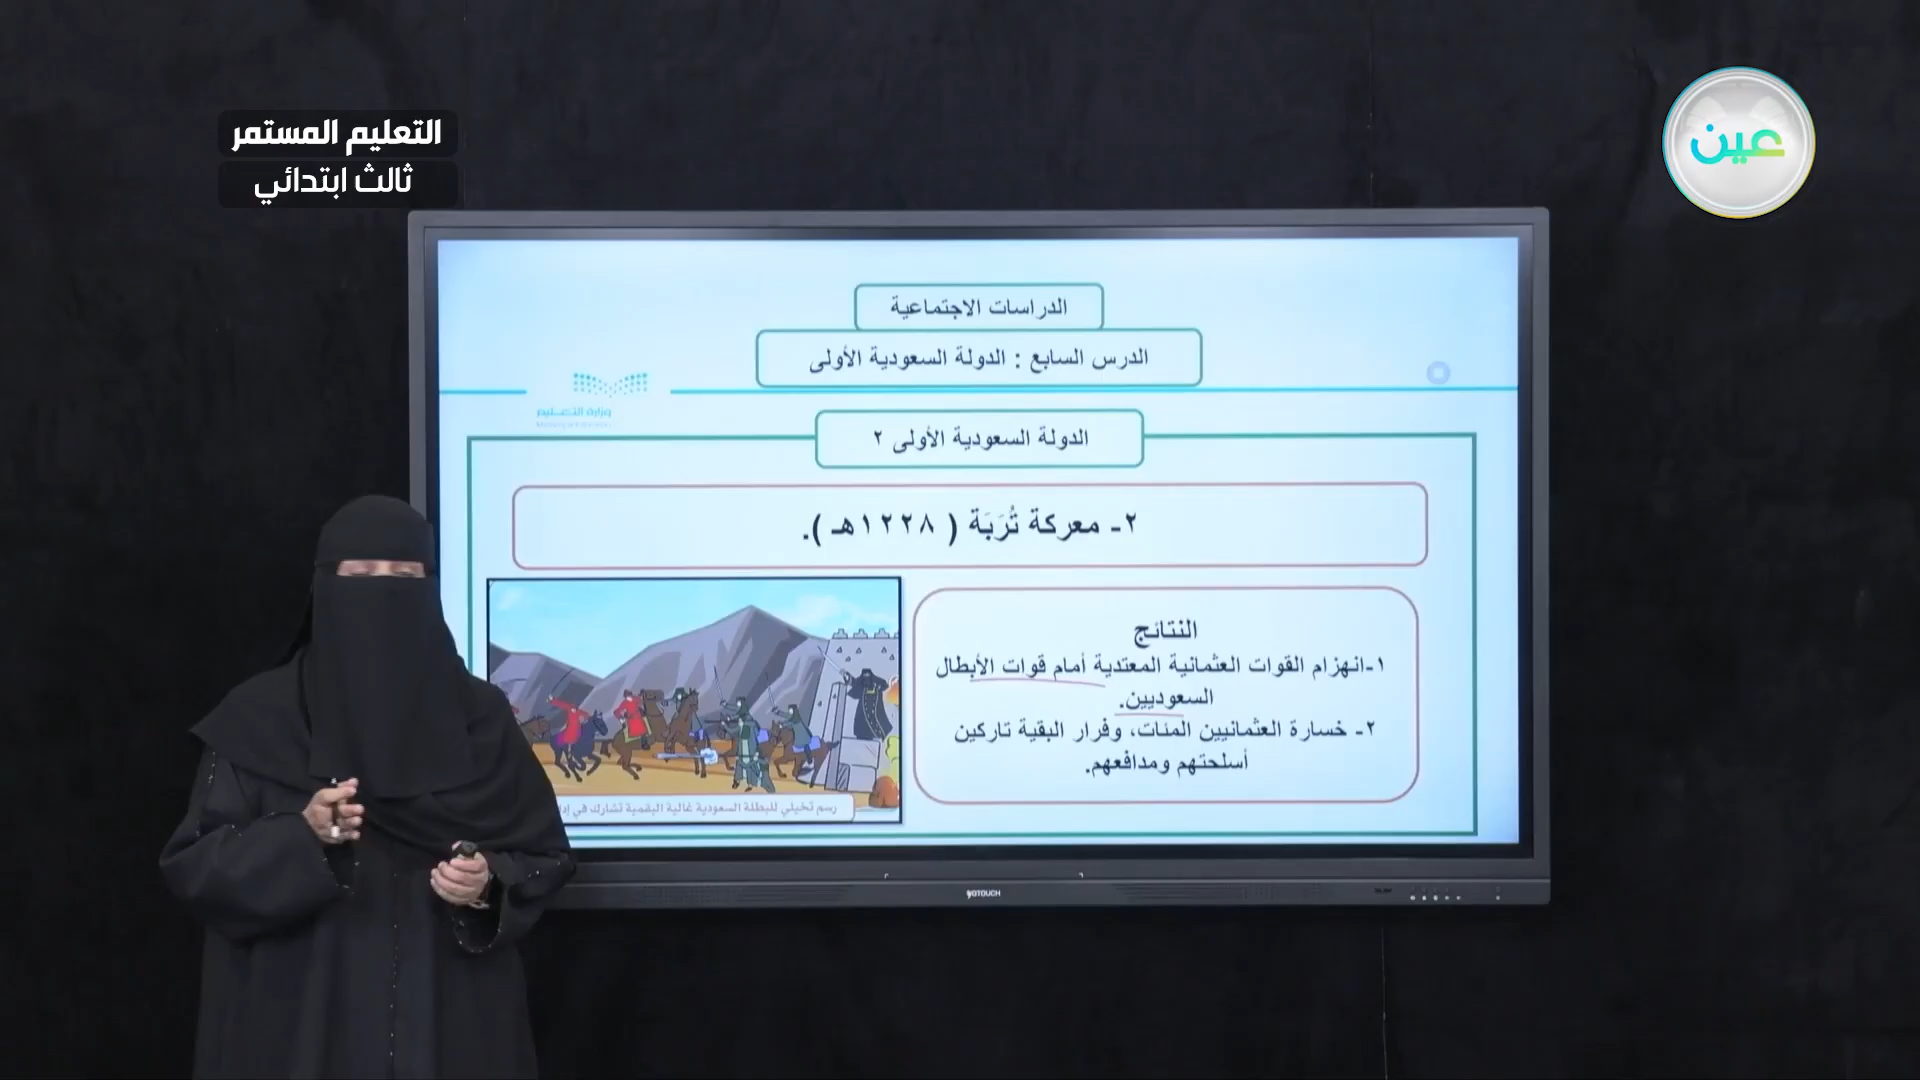 التعليم المستمر
ثالث ابتدائي
عين
الدراسات الاجتماعية
الدرس السابع : الدولة السعودية الأولى
وزارة التعـــليم
الدولة السعودية الأولى ٢
٢- معركة تُرَبَة ( ١٢٢٨هـ ).
النتائج
١-انهزام القوات العثمانية المعتدية أمام قوات الأبطال
السعوديين.
٢- خسارة العثمانيين المئات، وفرار البقية تاركين
أسلحتهم ومدافعهم.
رسم تخيلي للبطلة السعودية غالية البقمية تشارك في
YOTOUCH